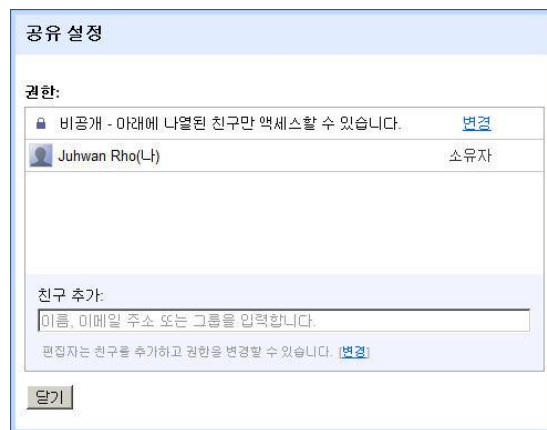 공유 설정
권한:
비공개 - 아래에 나열된 친구만 액세스할 수 있습니다. 변경
Juhwan Rho(나) 소유자
친구 추가:
이름, 이메일 주소 또는 그룹을 입력합니다.
편집자는 친구를 추가하고 권한을 변경할 수 있습니다. [변경]
닫기